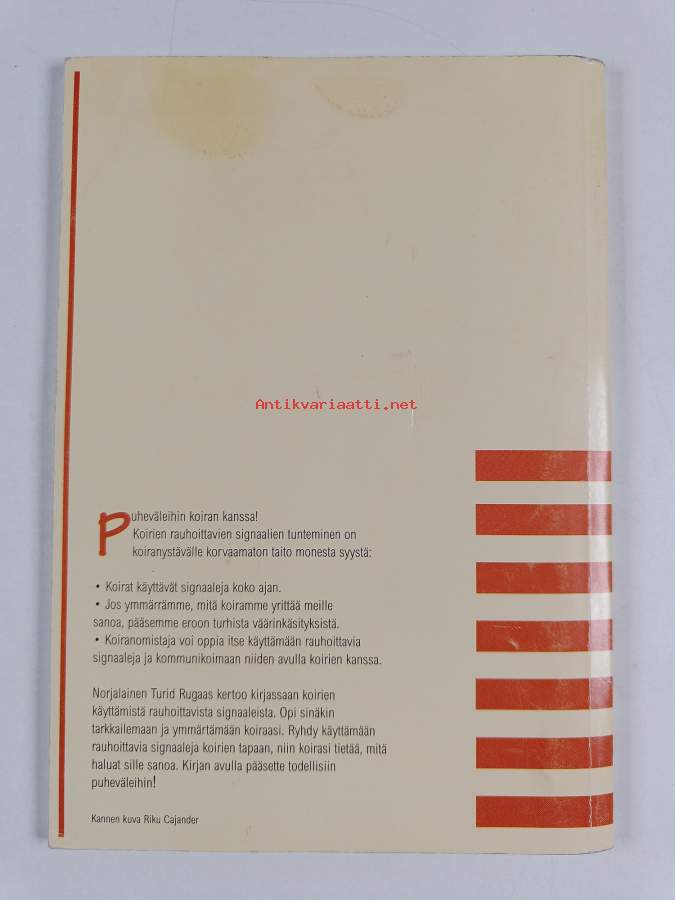 Antikvariaatti.net
Puheväleihin koiran kanssa!
Koirien rauhoittavien signaalien tunteminen on
koiranystävälle korvaamaton taito monesta syystä:
• Koirat käyttävät signaaleja koko ajan.
• Jos ymmärrämme, mitä koiramme yrittää meille
sanoa, pääsemme eroon turhista väärinkäsityksistä.
• Koiranomistaja voi oppia itse käyttämään rauhoittavia
signaaleja ja kommunikoimaan niiden avulla koirien kanssa.
Norjalainen Turid Rugaas kertoo kirjassaan koirien
käyttämistä rauhoittavista signaaleista. Opi sinäkin
tarkkailemaan ja ymmärtämään koiraasi. Ryhdy käyttämään
rauhoittavia signaaleja koirien tapaan, niin koirasi tietää, mitä
haluat sille sanoa. Kirjan avulla pääsette todellisiin
puheväleihin!
Kannen kuva Riku Cajander